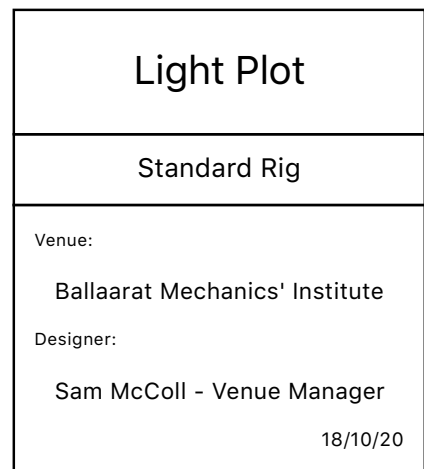 Light Plot
Standard Rig
Venue:
Ballaarat Mechanics' Institute
Designer:
Sam McColl - Venue Manager
18/10/20